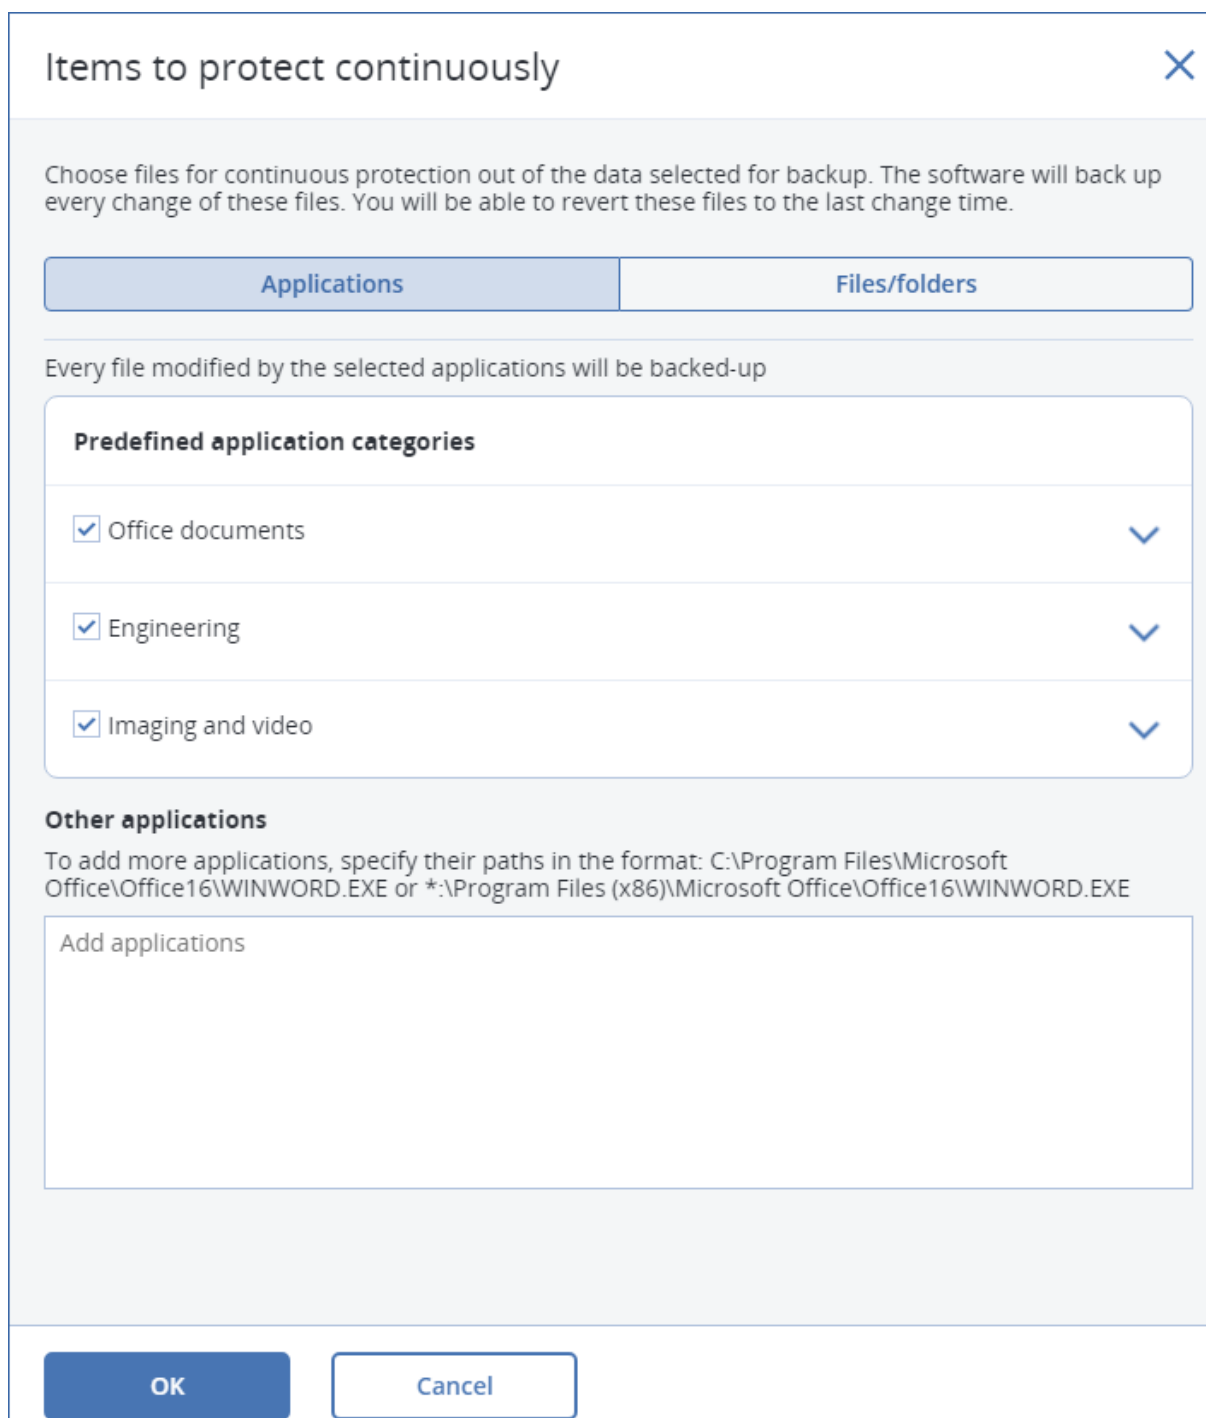 Items to protect continuously
Choose files for continuous protection out of the data selected for backup. The software will back up
every change of these files. You will be able to revert these files to the last change time.
Applications
Files/folders
Every file modified by the selected applications will be backed-up
Predefined application categories
Office documents
Engineering
Imaging and video
Other applications
To add more applications, specify their paths in the format: C:\Program Files\Microsoft
Office\Office16\WINWORD.EXE or *:\Program Files (x86)\Microsoft Office\Office16\WINWORD.EXE
Add applications
OK
Cancel